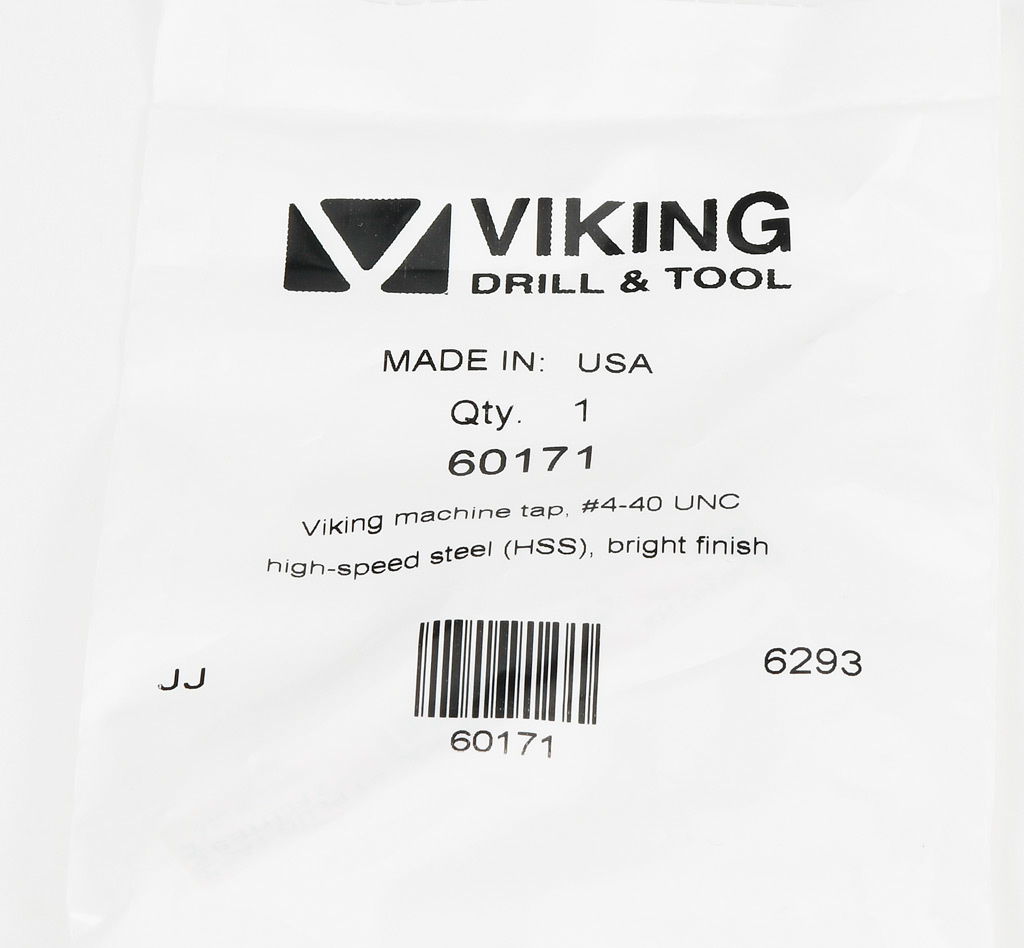 VIKING
DRILL & TOOL
MADE IN: USA
Qty. 1
60171
Viking machine tap, #4-40 UNC
high-speed steel (HSS), bright finish
JJ
6293
60171